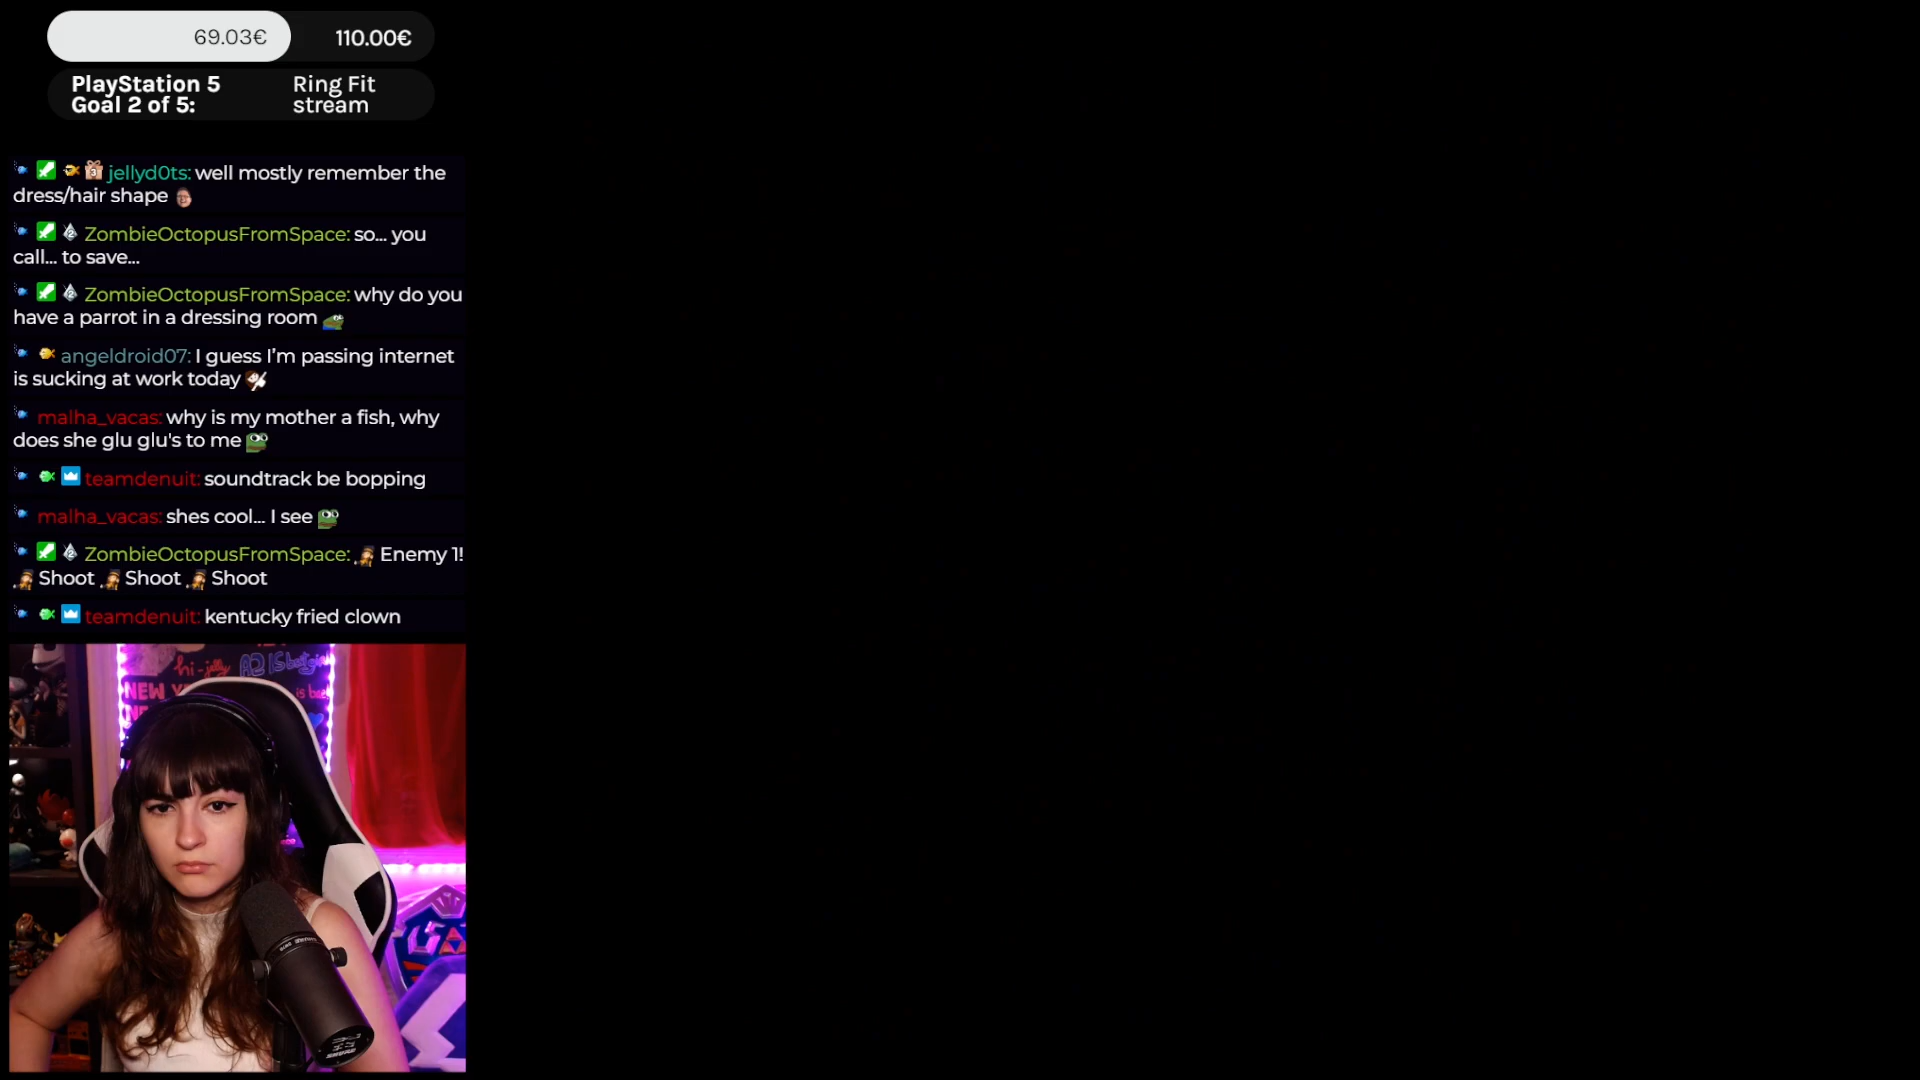 69.03€ 110.00€
PlayStation 5 Ring Fit
Goal 2 of 5: stream
jellyd0ts: well mostly remember the
dress/hair shape
ZombieOctopusFromSpace: so... you
call... to save...
ZombieOctopusFromSpace: why do you
have a parrot in a dressing room
angeldroid07: I guess I'm passing internet
is sucking at work today
malha_vacas: why is my mother a fish, why
does she glu glu's to me
teamdenuit: soundtrack be bopping
malha_vacas: shes cool... I see
ZombieOctopusFromSpace: Enemy 1!
Shoot Shoot Shoot
teamdenuit: kentucky fried clown
hi-jelly
NEW